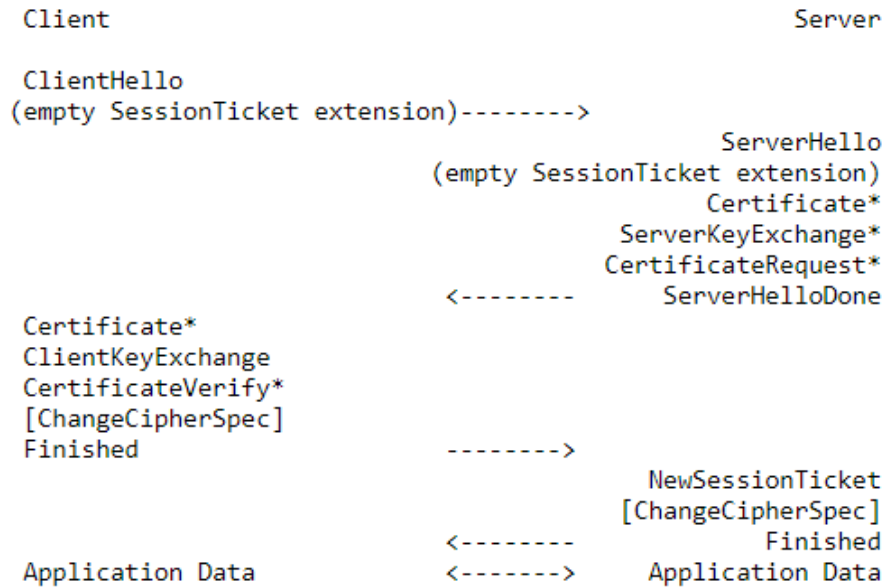 Client Server
ClientHello
(empty SessionTicket extension)-------->
ServerHello
(empty SessionTicket extension)
Certificate*
ServerKeyExchange*
CertificateRequest*
<-------- ServerHelloDone
Certificate*
ClientKeyExchange
CertificateVerify*
[ChangeCipherSpec]
Finished -------->
NewSessionTicket
[ChangeCipherSpec]
<-------- Finished
Application Data <-------> Application Data